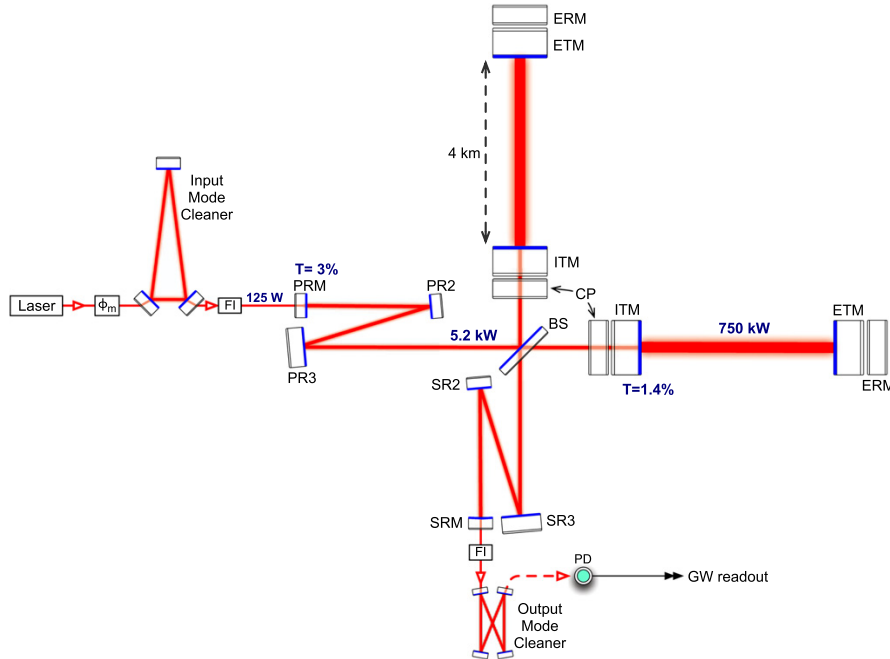 ERM
ETM
4 km
Input
Mode
Cleaner
ITM
T= 3%
PRM
PR2
CP
ITM
ETM
Laser
Φm
FI
125 W
BS
5.2 kW
750 kW
PR3
SR2
T=1.4%
ERM
SRM
SR3
FI
PD
GW readout
Output
Mode
Cleaner